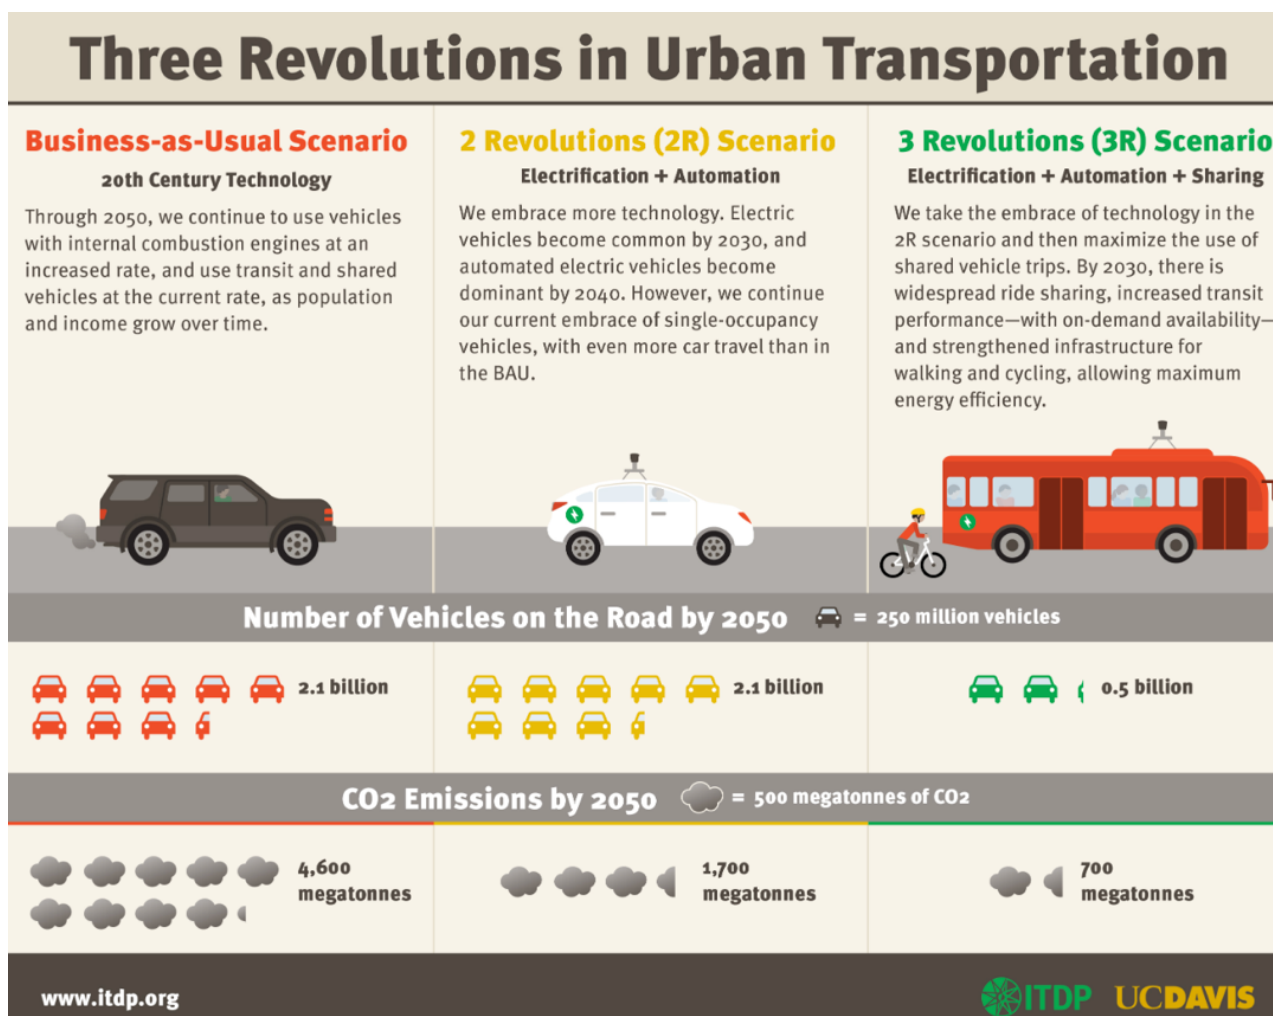 Three Revolutions in Urban Transportation
Business-as-Usual Scenario
20th Century Technology
Through 2050, we continue to use vehicles
with internal combustion engines at an
increased rate, and use transit and shared
vehicles at the current rate, as population
and income grow over time.
2 Revolutions (2R) Scenario
Electrification + Automation
We embrace more technology. Electric
vehicles become common by 2030, and
automated electric vehicles become
dominant by 2040. However, we continue
our current embrace of single-occupancy
vehicles, with even more car travel than in
the BAU.
3 Revolutions (3R) Scenario
Electrification + Automation + Sharing
We take the embrace of technology in the
2R scenario and then maximize the use of
shared vehicle trips. By 2030, there is
widespread ride sharing, increased transit
performance—with on-demand availability—
and strengthened infrastructure for
walking and cycling, allowing maximum
energy efficiency.
Number of Vehicles on the Road by 2050 = 250 million vehicles
2.1 billion
2.1 billion
0.5 billion
CO2 Emissions by 2050 = 500 megatonnes of CO2
4,600
megatonnes
1,700
megatonnes
700
megatonnes
www.itdp.org
ITDP UCDAVIS